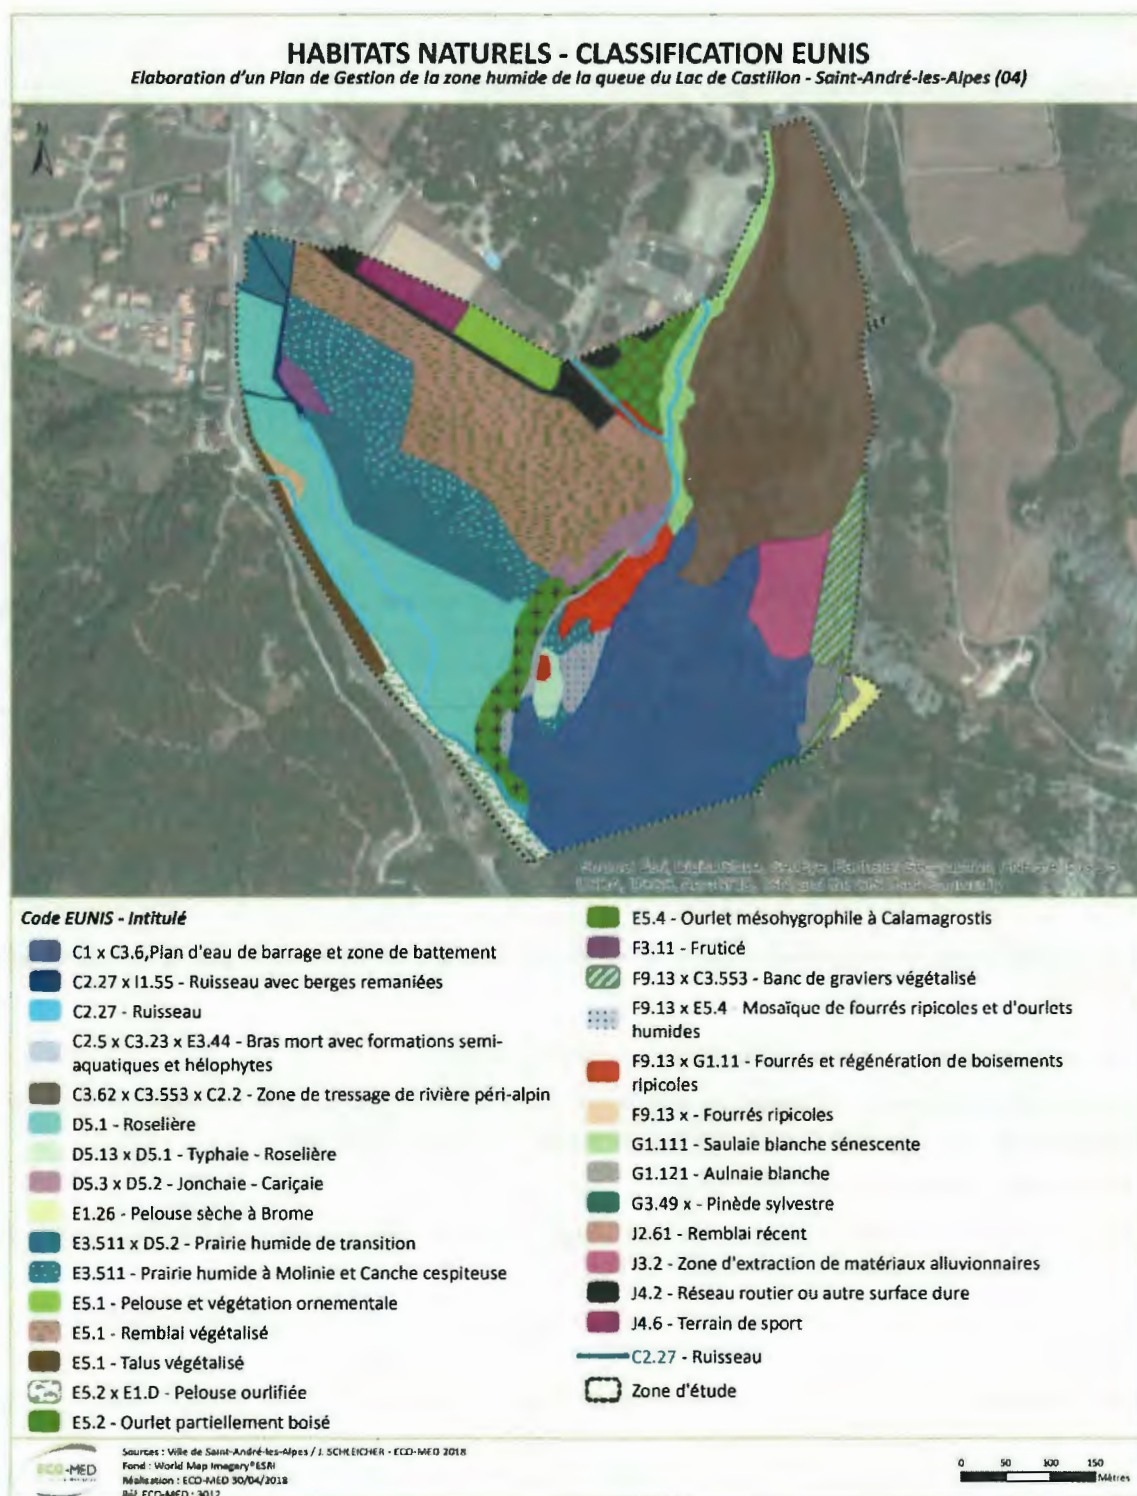 HABITATS NATURELS - CLASSIFICATION EUNIS
Elaboration d'un Plan de Gestion de la zone humide de la queue du Lac de Castillon - Saint-André-les-Alpes (04)
N
Code EUNIS - Intitulé
C1 x C3.6,Plan d'eau de barrage et zone de battement
C2.27 x I1.55 - Ruisseau avec berges remaniées
C2.27 - Ruisseau
C2.5 x C3.23 x E3.44 - Bras mort avec formations semi-
aquatiques et hélophytes
C3.62 x C3.553 x C2.2 - Zone de tressage de rivière péri-alpin
D5.1 - Roselière
D5.13 x D5.1 - Typhaie - Roselière
D5.3 x D5.2 - Jonchaie - Cariçaie
E1.26 - Pelouse sèche à Brome
E3.511 x D5.2 - Prairie humide de transition
E3.511 - Prairie humide à Molinie et Canche cespiteuse
E5.1 - Pelouse et végétation ornementale
E5.1 - Remblai végétalisé
E5.1 - Talus végétalisé
E5.2 x E1.D - Pelouse ourlifiée
E5.2 - Ourlet partiellement boisé
E5.4 - Ourlet mésohygrophile à Calamagrostis
F3.11 - Fruticé
F9.13 x C3.553 - Banc de graviers végétalisé
F9.13 x E5.4 - Mosaïque de fourrés ripicoles et d'ourlets
humides
F9.13 x G1.11 - Fourrés et régénération de boisements
ripicoles
F9.13 x - Fourrés ripicoles
G1.111 - Saulaie blanche sénescente
G1.121 - Aulnaie blanche
G3.49 x - Pinède sylvestre
J2.61 - Remblai récent
J3.2 - Zone d'extraction de matériaux alluvionnaires
J4.2 - Réseau routier ou autre surface dure
J4.6 - Terrain de sport
C2.27 - Ruisseau
Zone d'étude
ECO-MED
Sources : Ville de Saint-André-les-Alpes / J. SCHLEICHER - ECO-MED 2018
Fond : World Map Imagery®ESRI
Réalisation : ECO-MED 30/04/2018
Réf. ECO-MED : 3012
0 50 100 150
Mètres